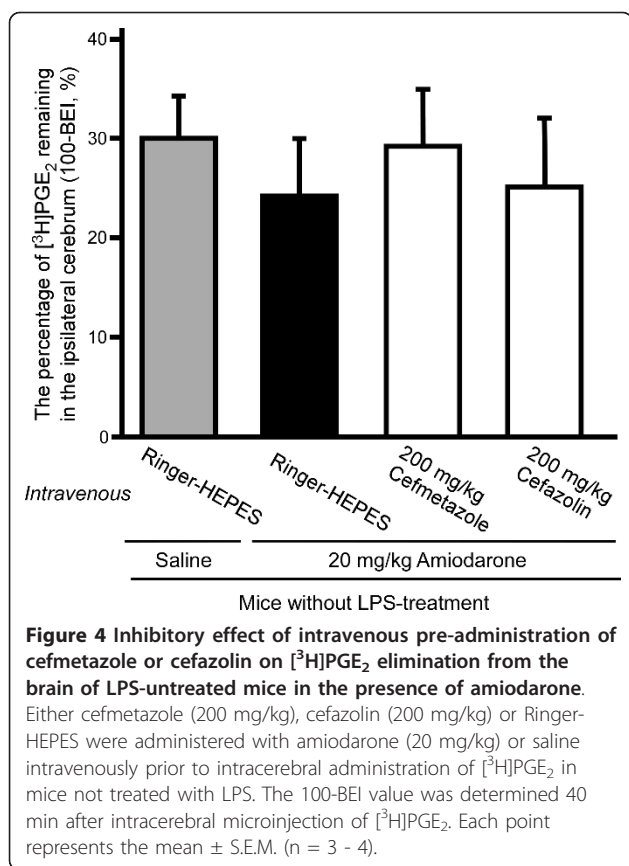 40
30
20
10
0
The percentage of [³H]PGE₂ remaining
in the ipsilateral cerebrum (100-BEI, %)
Intravenous
Ringer-HEPES
Ringer-HEPES
200 mg/kg
Cefmetazole
200 mg/kg
Cefazolin
Saline
20 mg/kg Amiodarone
Mice without LPS-treatment
Figure 4 Inhibitory effect of intravenous pre-administration of
cefmetazole or cefazolin on [³H]PGE₂ elimination from the
brain of LPS-untreated mice in the presence of amiodarone.
Either cefmetazole (200 mg/kg), cefazolin (200 mg/kg) or Ringer-
HEPES were administered with amiodarone (20 mg/kg) or saline
intravenously prior to intracerebral administration of [³H]PGE₂ in
mice not treated with LPS. The 100-BEI value was determined 40
min after intracerebral microinjection of [³H]PGE₂. Each point
represents the mean ± S.E.M. (n = 3 - 4).